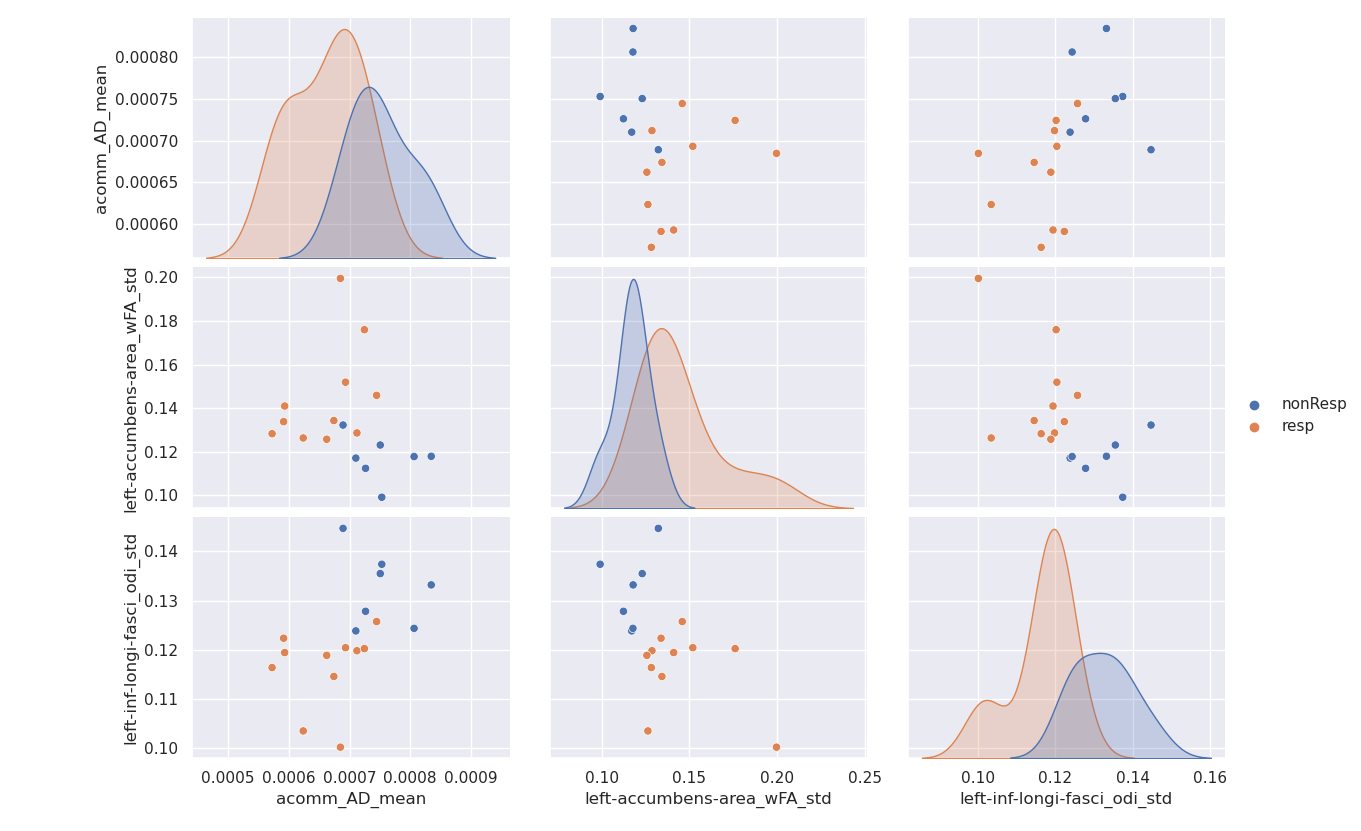 acomm_AD_mean
0.00080
0.00075
0.00070
0.00065
0.00060
left-accumbens-area_wFA_std
0.20
0.18
0.16
0.14
0.12
0.10
left-inf-longi-fasci_odi_std
0.14
0.13
0.12
0.11
0.10
0.0005 0.0006 0.0007 0.0008 0.0009
acomm_AD_mean
0.10 0.15 0.20 0.25
left-accumbens-area_wFA_std
0.10 0.12 0.14 0.16
left-inf-longi-fasci_odi_std
nonResp
resp